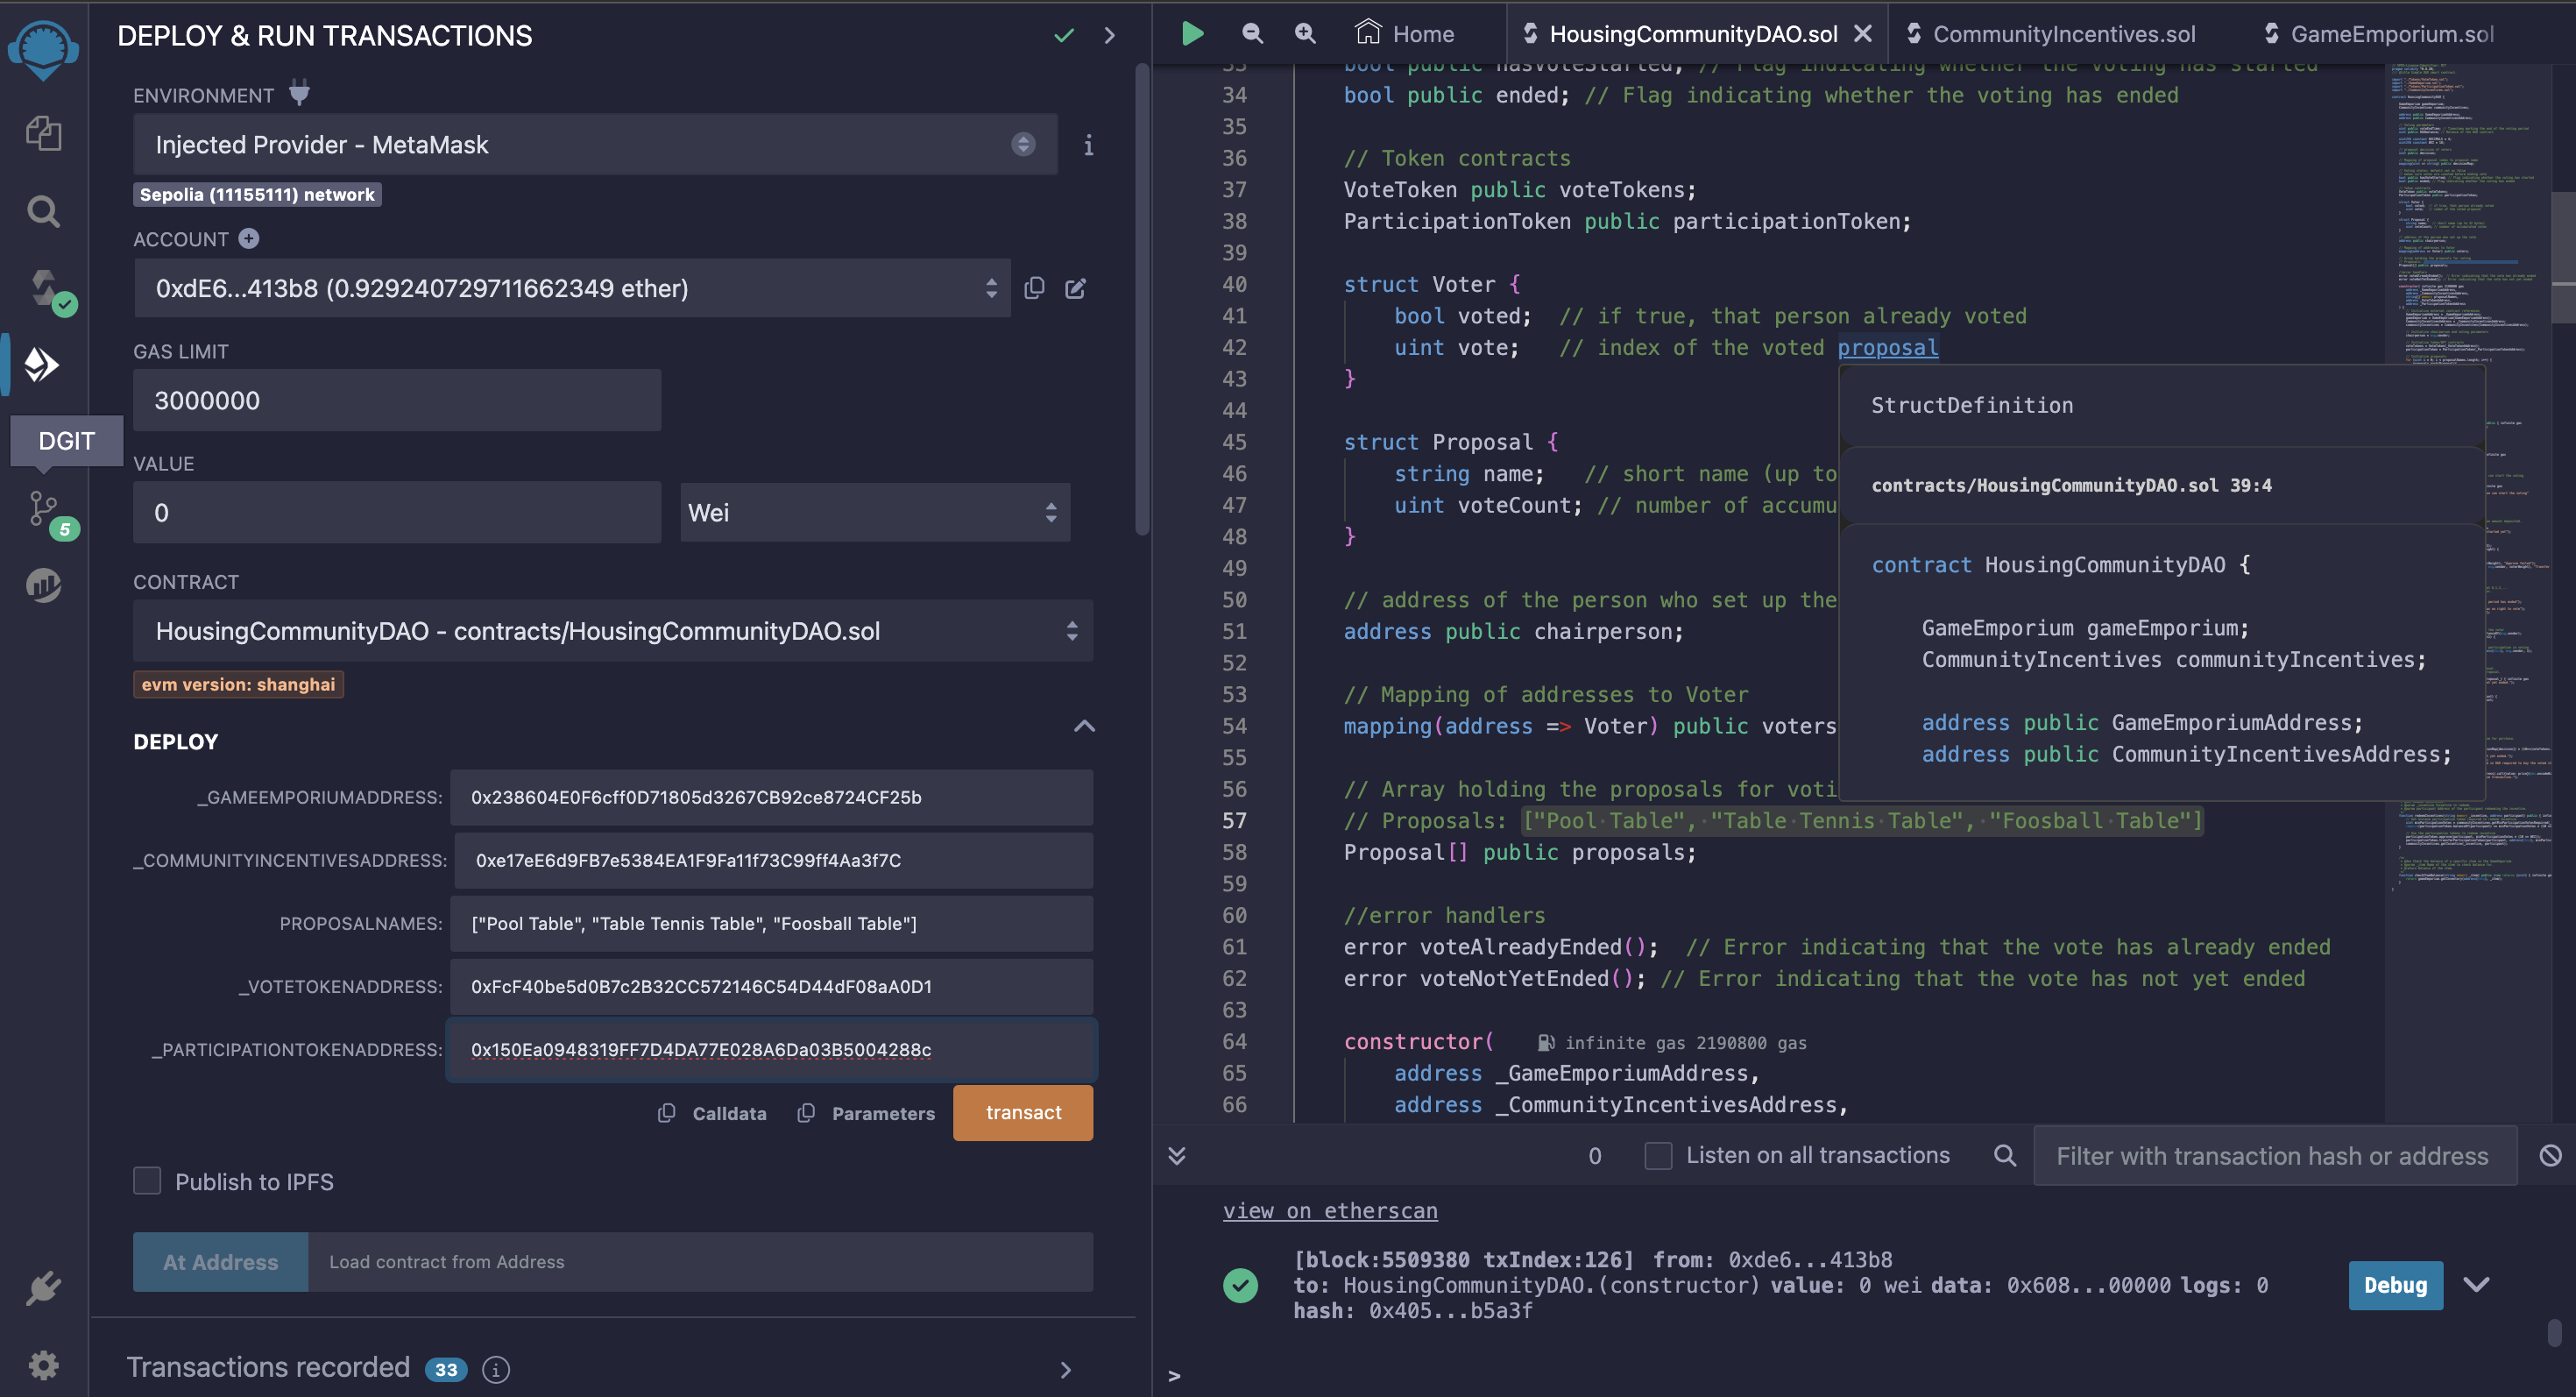 DEPLOY & RUN TRANSACTIONS
ENVIRONMENT
Injected Provider - MetaMask
i
Sepolia (11155111) network
ACCOUNT
0xdE6...413b8 (0.929240729711662349 ether)
GAS LIMIT
3000000
DGIT
VALUE
0
Wei
5
CONTRACT
HousingCommunityDAO - contracts/HousingCommunityDAO.sol
evm version: shanghai
DEPLOY
_GAMEEMPORIUMADDRESS: 0x238604E0F6cff0D71805d3267CB92ce8724CF25b
_COMMUNITYINCENTIVESADDRESS: 0xe17eE6d9FB7e5384EA1F9Fa11f73C99ff4Aa3f7C
PROPOSALNAMES: ["Pool Table", "Table Tennis Table", "Foosball Table"]
_VOTETOKENADDRESS: 0xFcF40be5d0B7c2B32CC572146C54D44dF08aA0D1
_PARTICIPATIONTOKENADDRESS: 0x150Ea0948319FF7D4DA77E028A6Da03B5004288c
Calldata Parameters transact
Publish to IPFS
At Address Load contract from Address
Transactions recorded 33 i
Home HousingCommunityDAO.sol CommunityIncentives.sol GameEmporium.sol
33 bool public hasVoteStarted; // Flag indicating whether the voting has started
34 bool public ended; // Flag indicating whether the voting has ended
35
36 // Token contracts
37 VoteToken public voteTokens;
38 ParticipationToken public participationToken;
39
40 struct Voter {
41 bool voted; // if true, that person already voted
42 uint vote; // index of the voted proposal
43 }
44
45 struct Proposal {
46 string name; // short name (up to
47 uint voteCount; // number of accumu
48 }
49
50 // address of the person who set up the
51 address public chairperson;
52
53 // Mapping of addresses to Voter
54 mapping(address => Voter) public voters
55
56 // Array holding the proposals for voti
57 // Proposals: ["Pool Table", "Table Tennis Table", "Foosball Table"]
58 Proposal[] public proposals;
59
60 //error handlers
61 error voteAlreadyEnded(); // Error indicating that the vote has already ended
62 error voteNotYetEnded(); // Error indicating that the vote has not yet ended
63
64 constructor( infinite gas 2190800 gas
65 address _GameEmporiumAddress,
66 address _CommunityIncentivesAddress,
StructDefinition
contracts/HousingCommunityDAO.sol 39:4
contract HousingCommunityDAO {
GameEmporium gameEmporium;
CommunityIncentives communityIncentives;
address public GameEmporiumAddress;
address public CommunityIncentivesAddress;
0 Listen on all transactions Filter with transaction hash or address
view on etherscan
[block:5509380 txIndex:126] from: 0xde6...413b8
to: HousingCommunityDAO.(constructor) value: 0 wei data: 0x608...00000 logs: 0
hash: 0x405...b5a3f
Debug
>